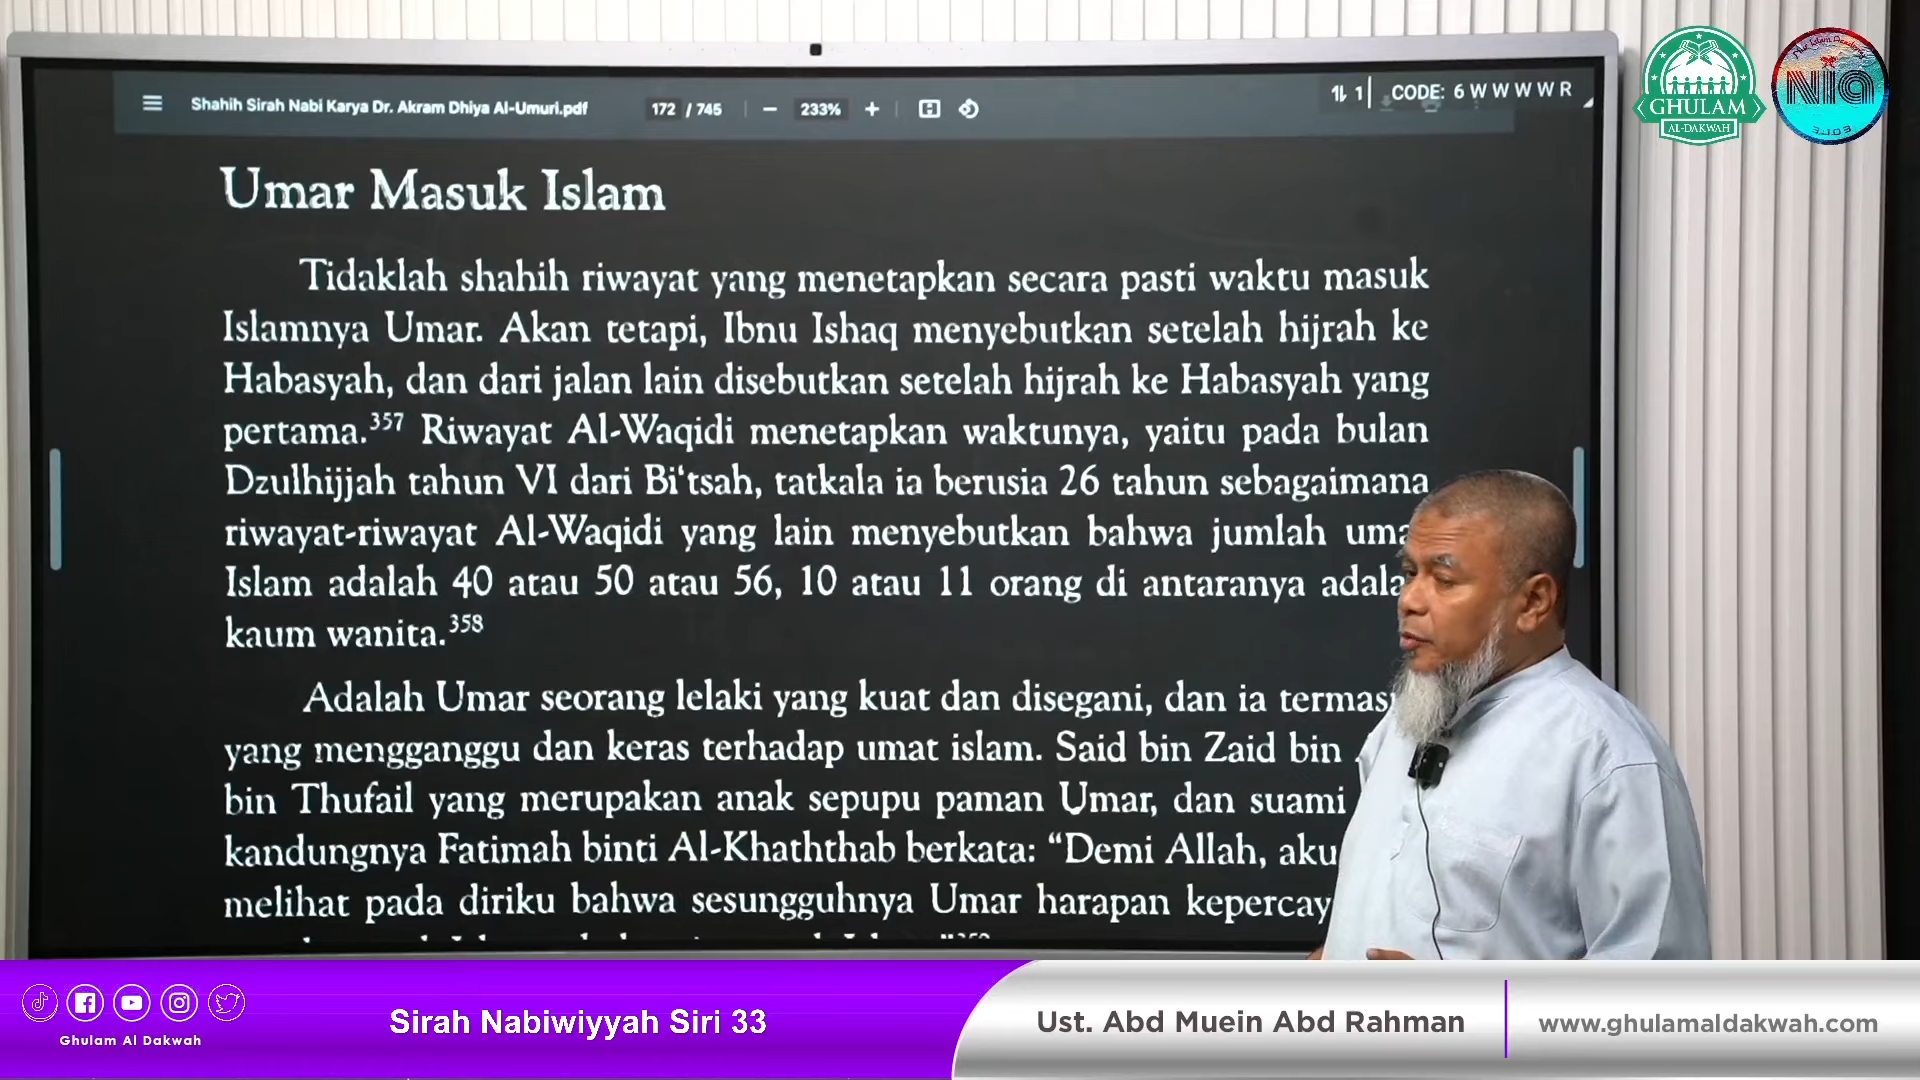 Shahih Sirah Nabi Karya Dr. Akram Dhiya Al-Umuri.pdf
172 / 745
233%
1
CODE: 6 W W W W R
GHULAM
AL-DAKWAH
Umar Masuk Islam
Tidaklah shahih riwayat yang menetapkan secara pasti waktu masuk
Islamnya Umar. Akan tetapi, Ibnu Ishaq menyebutkan setelah hijrah ke
Habasyah, dan dari jalan lain disebutkan setelah hijrah ke Habasyah yang
pertama.357 Riwayat Al-Waqidi menetapkan waktunya, yaitu pada bulan
Dzulhijjah tahun VI dari Bi‘tsah, tatkala ia berusia 26 tahun sebagaimana
riwayat-riwayat Al-Waqidi yang lain menyebutkan bahwa jumlah
Islam adalah 40 atau 50 atau 56, 10 atau 11 orang di antaranya
kaum wanita.358
Adalah Umar seorang lelaki yang kuat dan disegani, dan ia
yang mengganggu dan keras terhadap umat islam. Said bin Zaid bin
bin Thufail yang merupakan anak sepupu paman Umar, dan suami
kandungnya Fatimah binti Al-Khaththab berkata: “Demi Allah, aku
melihat pada diriku bahwa sesungguhnya Umar harapan
Ghulam Al Dakwah
Sirah Nabiwiyyah Siri 33
Ust. Abd Muein Abd Rahman
www.ghulamaldakwah.com